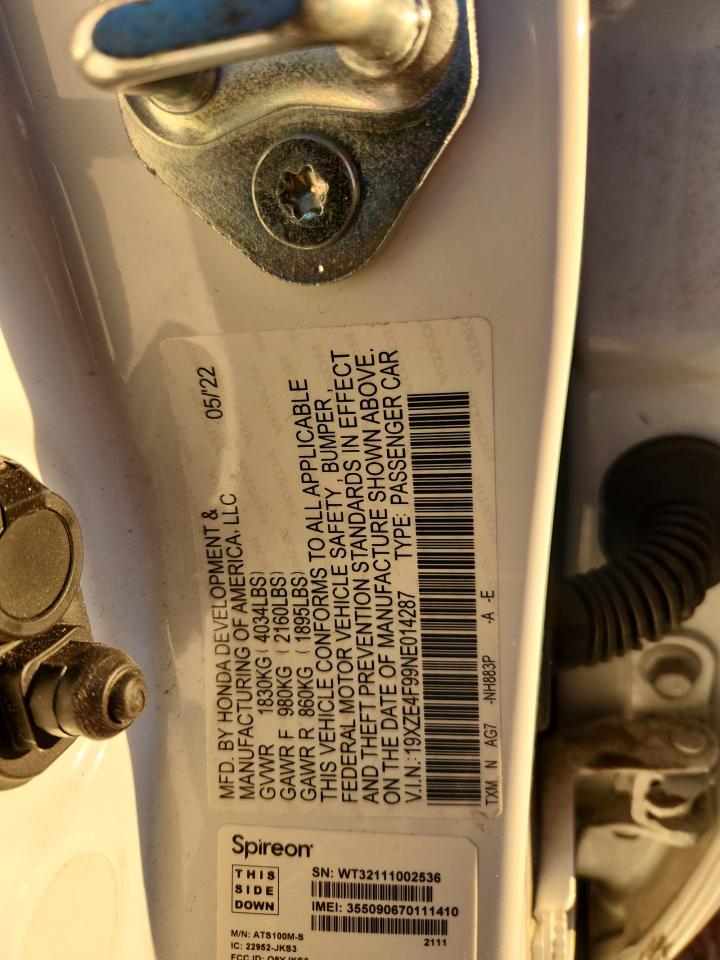 MFD. BY HONDA DEVELOPMENT & 05/'22
MANUFACTURING OF AMERICA, LLC
GVWR 1830KG (4034LBS)
GAWR F 980KG (2160LBS)
GAWR R 860KG (1895LBS)
THIS VEHICLE CONFORMS TO ALL APPLICABLE
FEDERAL MOTOR VEHICLE SAFETY, BUMPER,
AND THEFT PREVENTION STANDARDS IN EFFECT
ON THE DATE OF MANUFACTURE SHOWN ABOVE.
V.I.N.:19XZE4F99NE014287 TYPE: PASSENGER CAR
TXM N AG7 -NH883P -A -E
Spireon
THIS
SIDE
DOWN
SN: WT32111002536
IMEI: 355090670111410
2111
M/N: ATS100M-S
IC: 22952-JKS3
FCC ID: